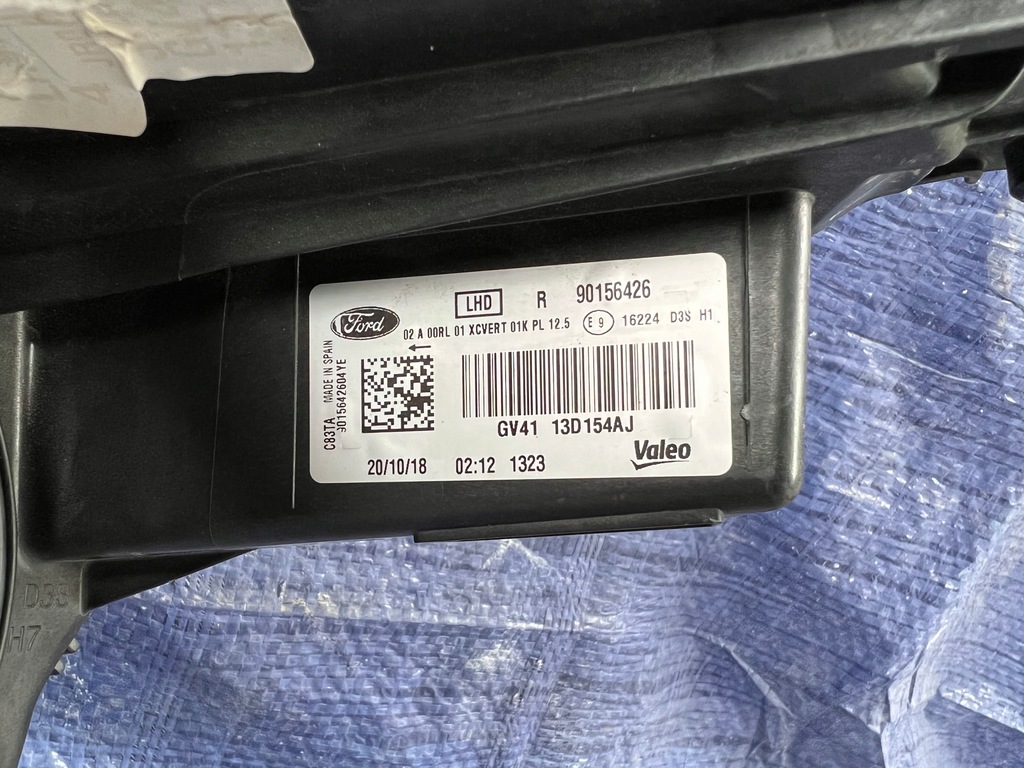 LHD R 90156426
Ford
02 A 00RL 01 XCVERT 01K PL 12.5 E9 16224 D3S H1
C83TA MADE IN SPAIN
9015642604YE
GV41 13D154AJ
Valeo
20/10/18 02:12 1323
D3S
H7